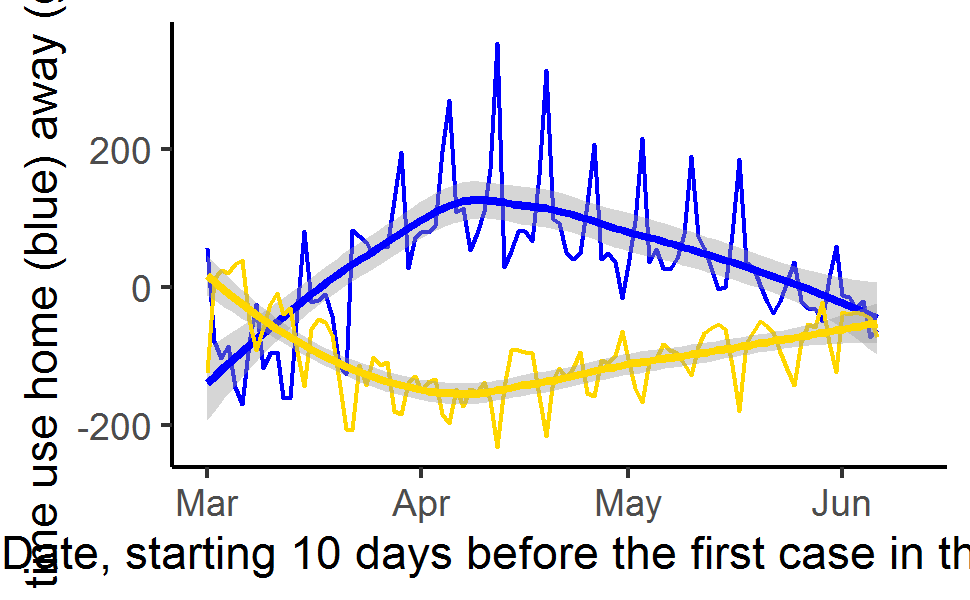 time use home (blue) away (
200
0
-200
Mar Apr May Jun
Date, starting 10 days before the first case in th